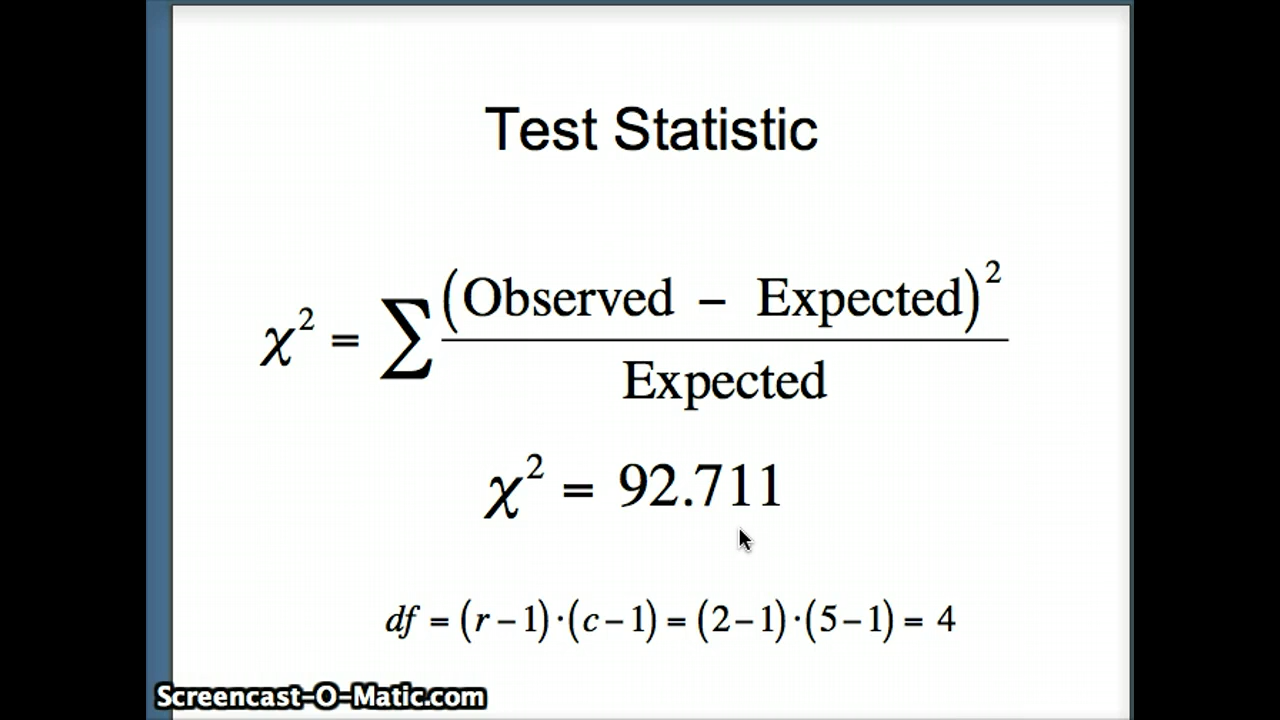 Test Statistic
χ² = ∑ (Observed − Expected)² / Expected
χ² = 92.711
df = (r − 1)·(c − 1) = (2 − 1)·(5 − 1) = 4
Screencast-O-Matic.com